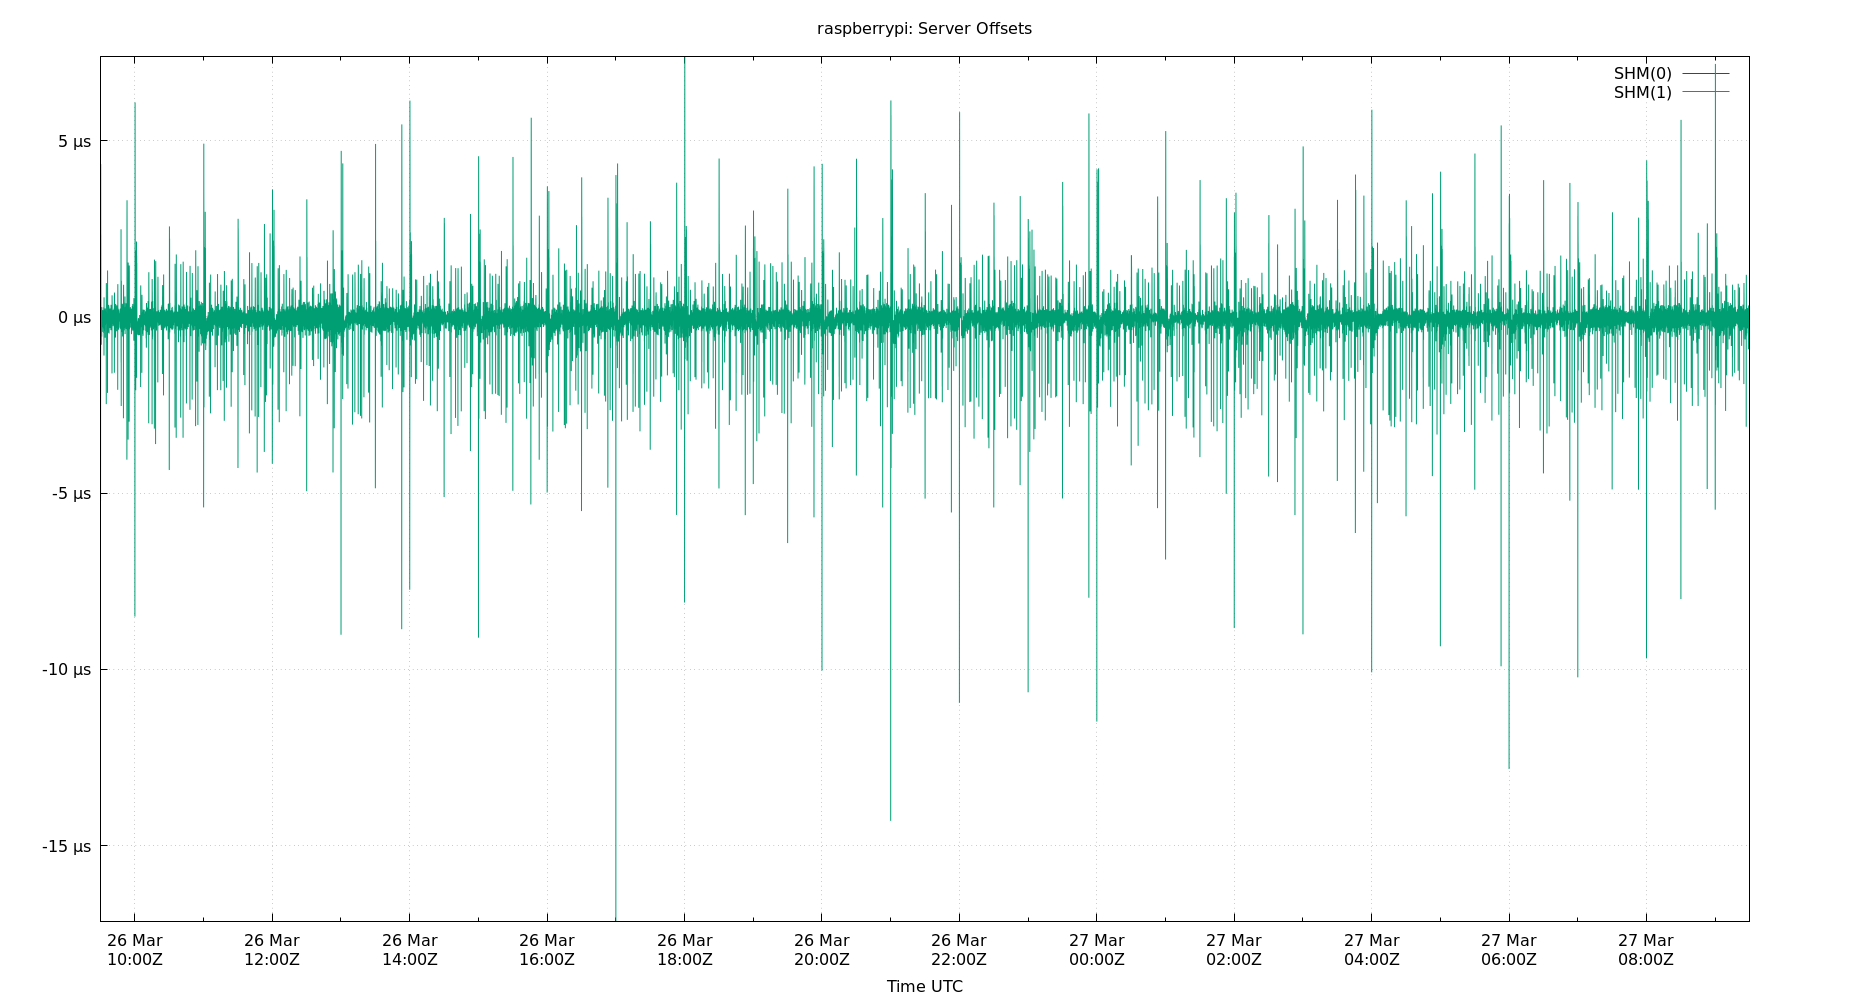 raspberrypi: Server Offsets
SHM(0)
SHM(1)
5 µs
0 µs
-5 µs
-10 µs
-15 µs
26 Mar 26 Mar 26 Mar 26 Mar 26 Mar 26 Mar 26 Mar 27 Mar 27 Mar 27 Mar 27 Mar 27 Mar
10:00Z 12:00Z 14:00Z 16:00Z 18:00Z 20:00Z 22:00Z 00:00Z 02:00Z 04:00Z 06:00Z 08:00Z
Time UTC